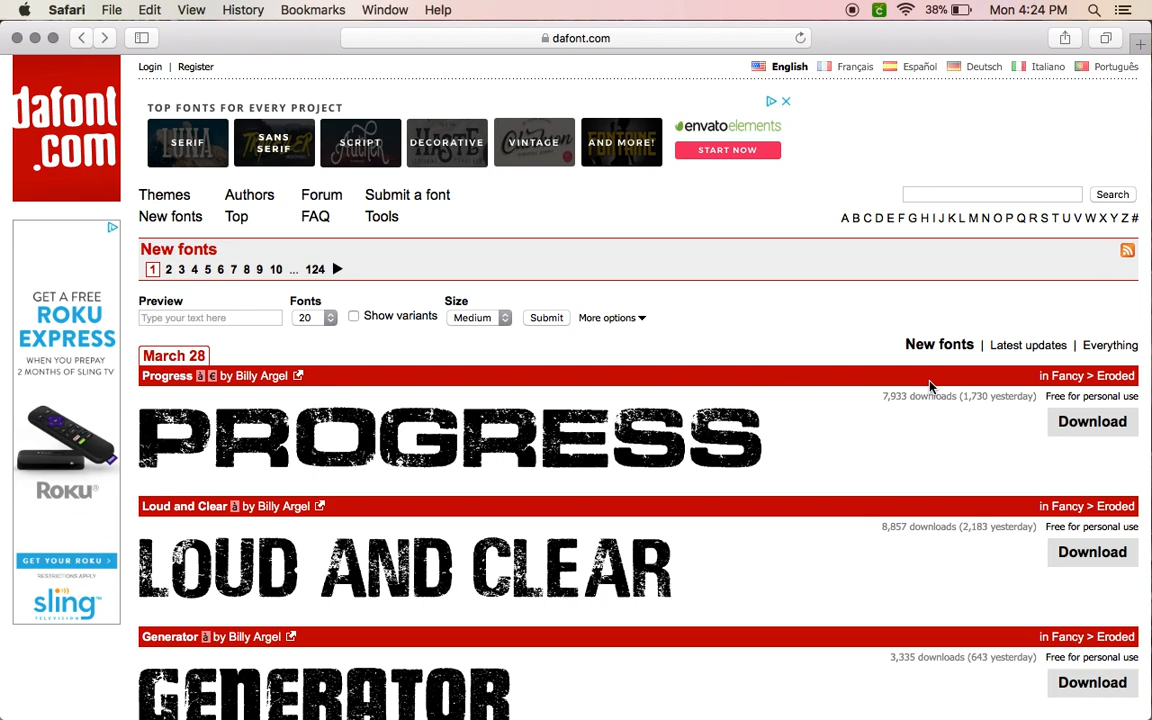 Safari File Edit View History Bookmarks Window Help 38% Mon 4:24 PM
dafont.com
dafont
.com
Login | Register
English Français Español Deutsch Italiano Português
TOP FONTS FOR EVERY PROJECT
SERIF
SANS
SERIF
SCRIPT
DECORATIVE
VINTAGE
AND MORE!
envatoelements
START NOW
Themes Authors Forum Submit a font
New fonts Top FAQ Tools
Search
A B C D E F G H I J K L M N O P Q R S T U V W X Y Z #
New fonts
1 2 3 4 5 6 7 8 9 10 ... 124
Preview Fonts Size
Type your text here 20 Show variants Medium Submit More options
New fonts | Latest updates | Everything
March 28
Progress à € by Billy Argel in Fancy > Eroded
7,933 downloads (1,730 yesterday) Free for personal use
Download
PROGRESS
Loud and Clear à by Billy Argel in Fancy > Eroded
8,857 downloads (2,183 yesterday) Free for personal use
Download
LOUD AND CLEAR
Generator à by Billy Argel in Fancy > Eroded
3,335 downloads (643 yesterday) Free for personal use
Download
GENERATOR
GET A FREE
ROKU
EXPRESS
WHEN YOU PREPAY
2 MONTHS OF SLING TV
Roku
GET YOUR ROKU >
RESTRICTIONS APPLY
sling
TELEVISION